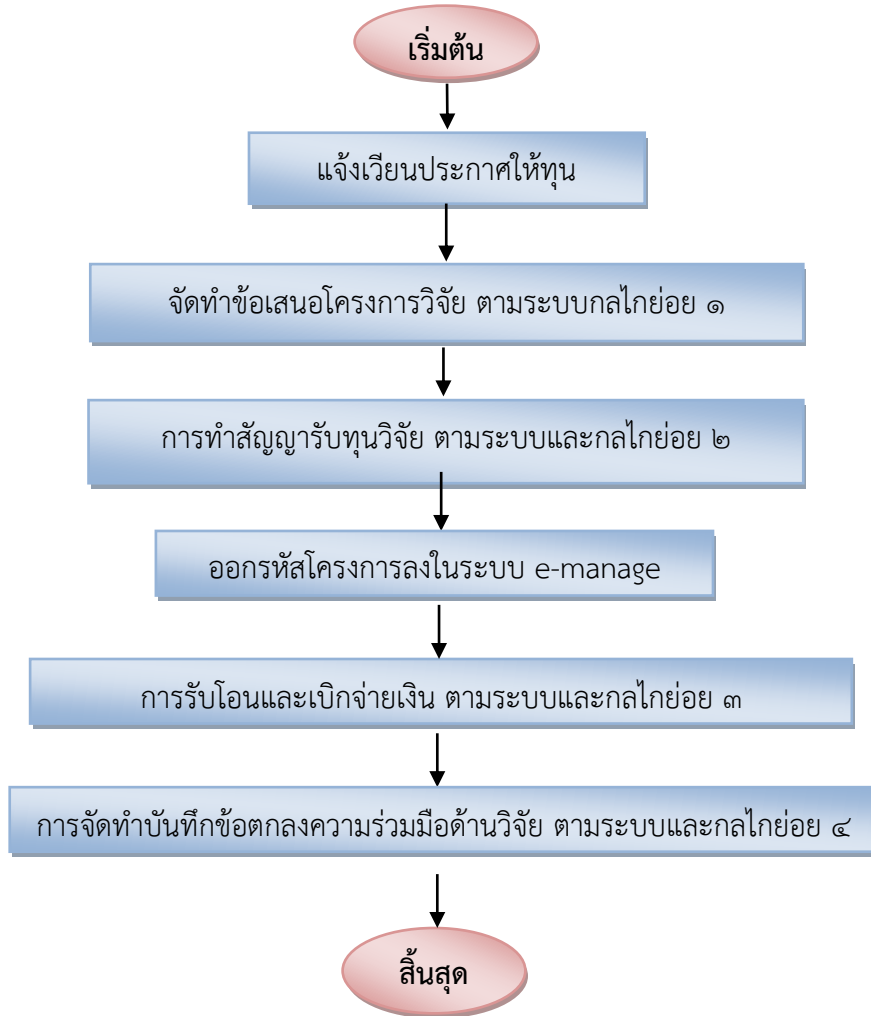 เริ่มต้น
แจ้งเวียนประกาศให้ทุน
จัดทำข้อเสนอโครงการวิจัย ตามระบบกลไกย่อย ๑
การทำสัญญารับทุนวิจัย ตามระบบและกลไกย่อย ๒
ออกรหัสโครงการลงในระบบ e-manage
การรับโอนและเบิกจ่ายเงิน ตามระบบและกลไกย่อย ๓
การจัดทำบันทึกข้อตกลงความร่วมมือด้านวิจัย ตามระบบและกลไกย่อย ๔
สิ้นสุด